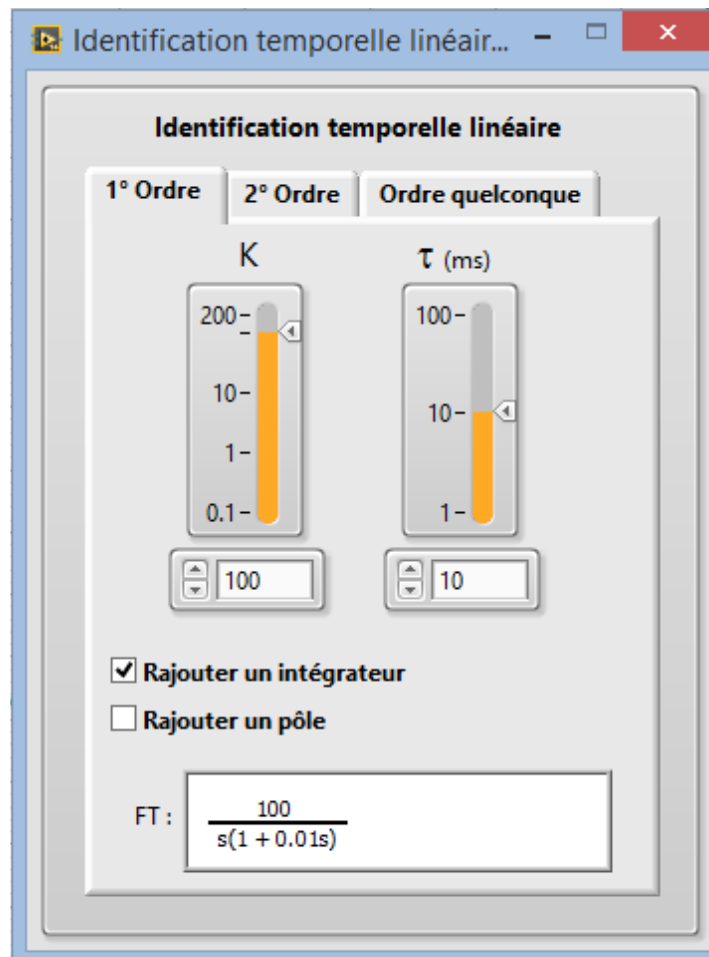 Identification temporelle linéair...
Identification temporelle linéaire
1° Ordre 2° Ordre Ordre quelconque
K τ (ms)
200 100
10 10
1
0.1 1
100 10
Rajouter un intégrateur
Rajouter un pôle
FT : 100
s(1 + 0.01s)